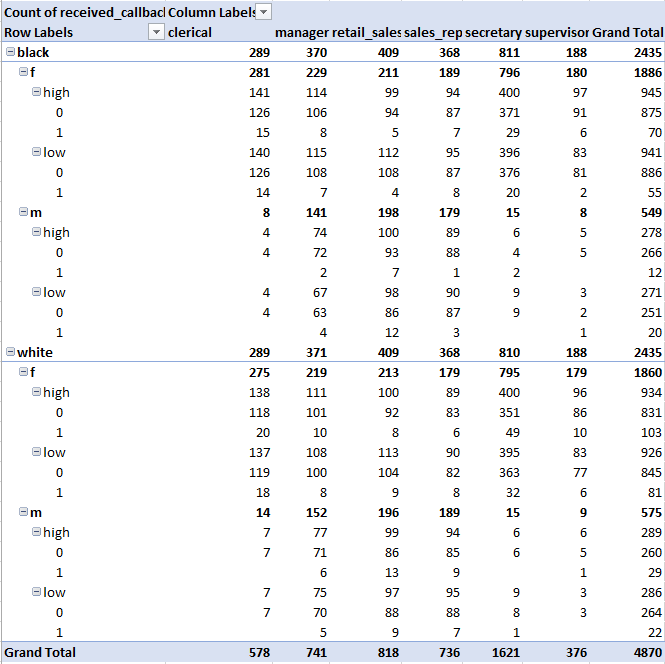 Count of received_callbac Column Labels
Row Labels clerical manager retail_sales sales_rep secretary supervisor Grand Total
black 289 370 409 368 811 188 2435
f 281 229 211 189 796 180 1886
high 141 114 99 94 400 97 945
0 126 106 94 87 371 91 875
1 15 8 5 7 29 6 70
low 140 115 112 95 396 83 941
0 126 108 108 87 376 81 886
1 14 7 4 8 20 2 55
m 8 141 198 179 15 8 549
high 4 74 100 89 6 5 278
0 4 72 93 88 4 5 266
1 2 7 1 2 12
low 4 67 98 90 9 3 271
0 4 63 86 87 9 2 251
1 4 12 3 1 20
white 289 371 409 368 810 188 2435
f 275 219 213 179 795 179 1860
high 138 111 100 89 400 96 934
0 118 101 92 83 351 86 831
1 20 10 8 6 49 10 103
low 137 108 113 90 395 83 926
0 119 100 104 82 363 77 845
1 18 8 9 8 32 6 81
m 14 152 196 189 15 9 575
high 7 77 99 94 6 6 289
0 7 71 86 85 6 5 260
1 6 13 9 1 29
low 7 75 97 95 9 3 286
0 7 70 88 88 8 3 264
1 5 9 7 1 22
Grand Total 578 741 818 736 1621 376 4870